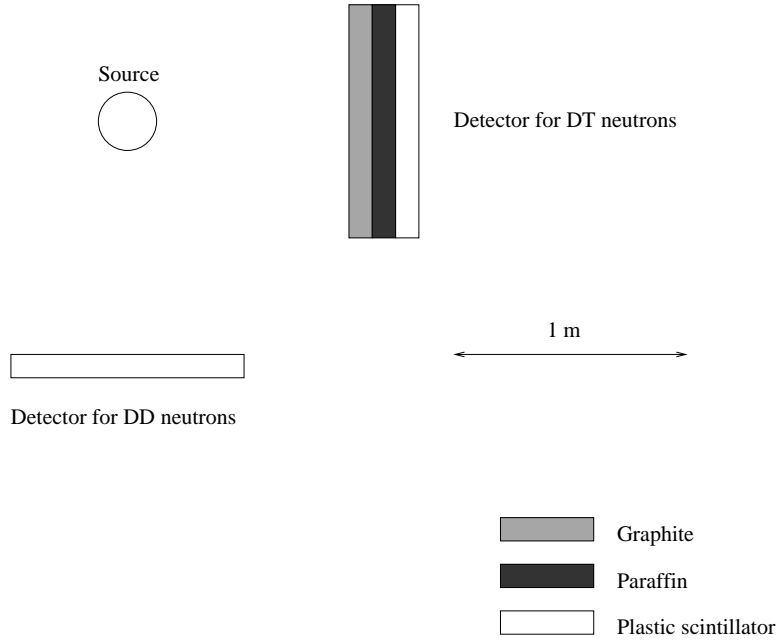 Source
Detector for DT neutrons
1 m
Detector for DD neutrons
Graphite
Paraffin
Plastic scintillator